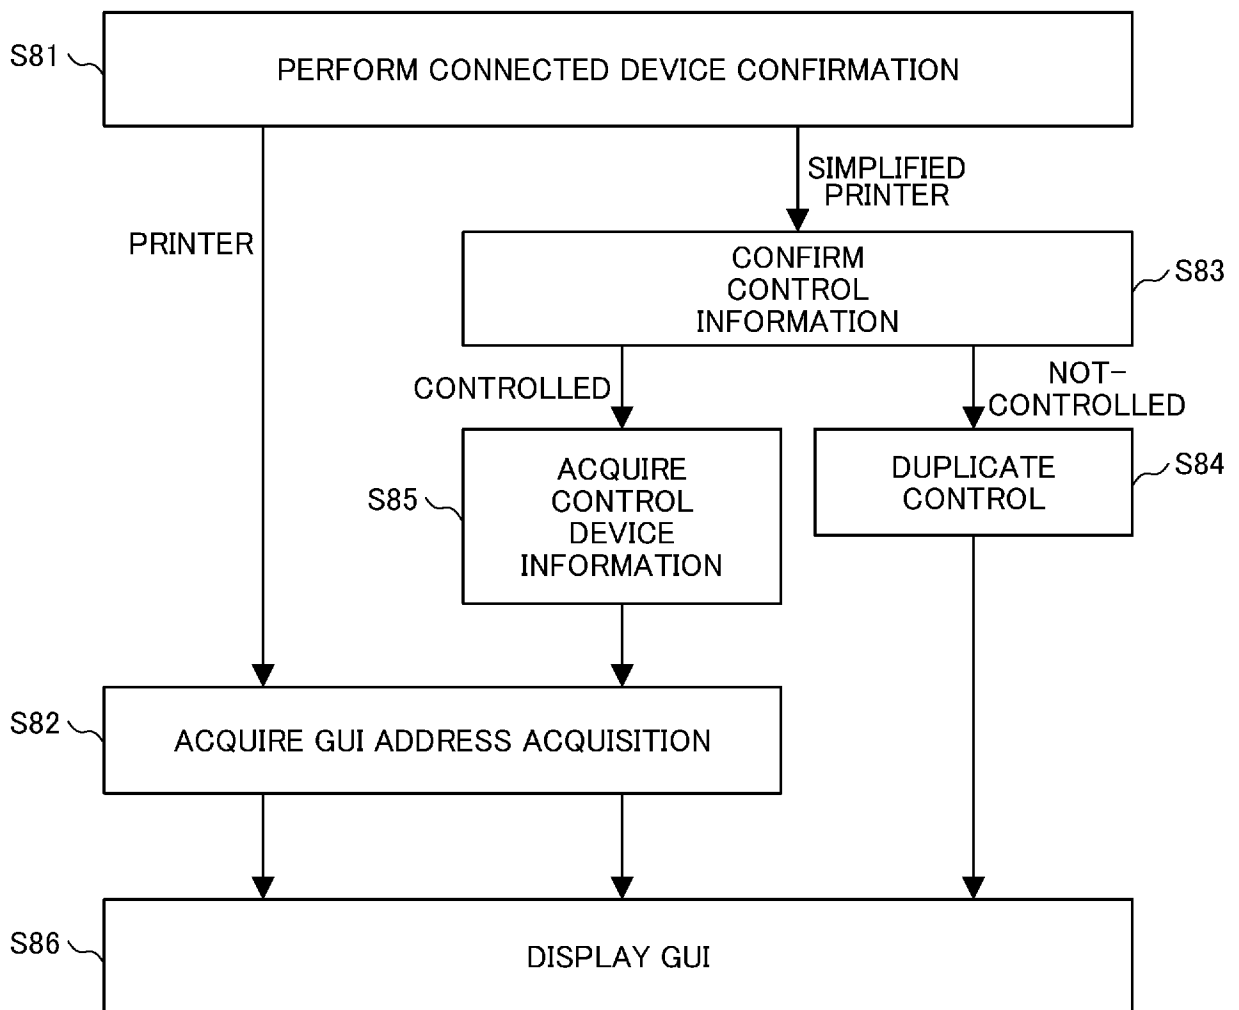 S81
PERFORM CONNECTED DEVICE CONFIRMATION
SIMPLIFIED
PRINTER
PRINTER
CONFIRM
CONTROL
INFORMATION
S83
CONTROLLED
NOT-
CONTROLLED
S85
ACQUIRE
CONTROL
DEVICE
INFORMATION
DUPLICATE
CONTROL
S84
S82
ACQUIRE GUI ADDRESS ACQUISITION
S86
DISPLAY GUI